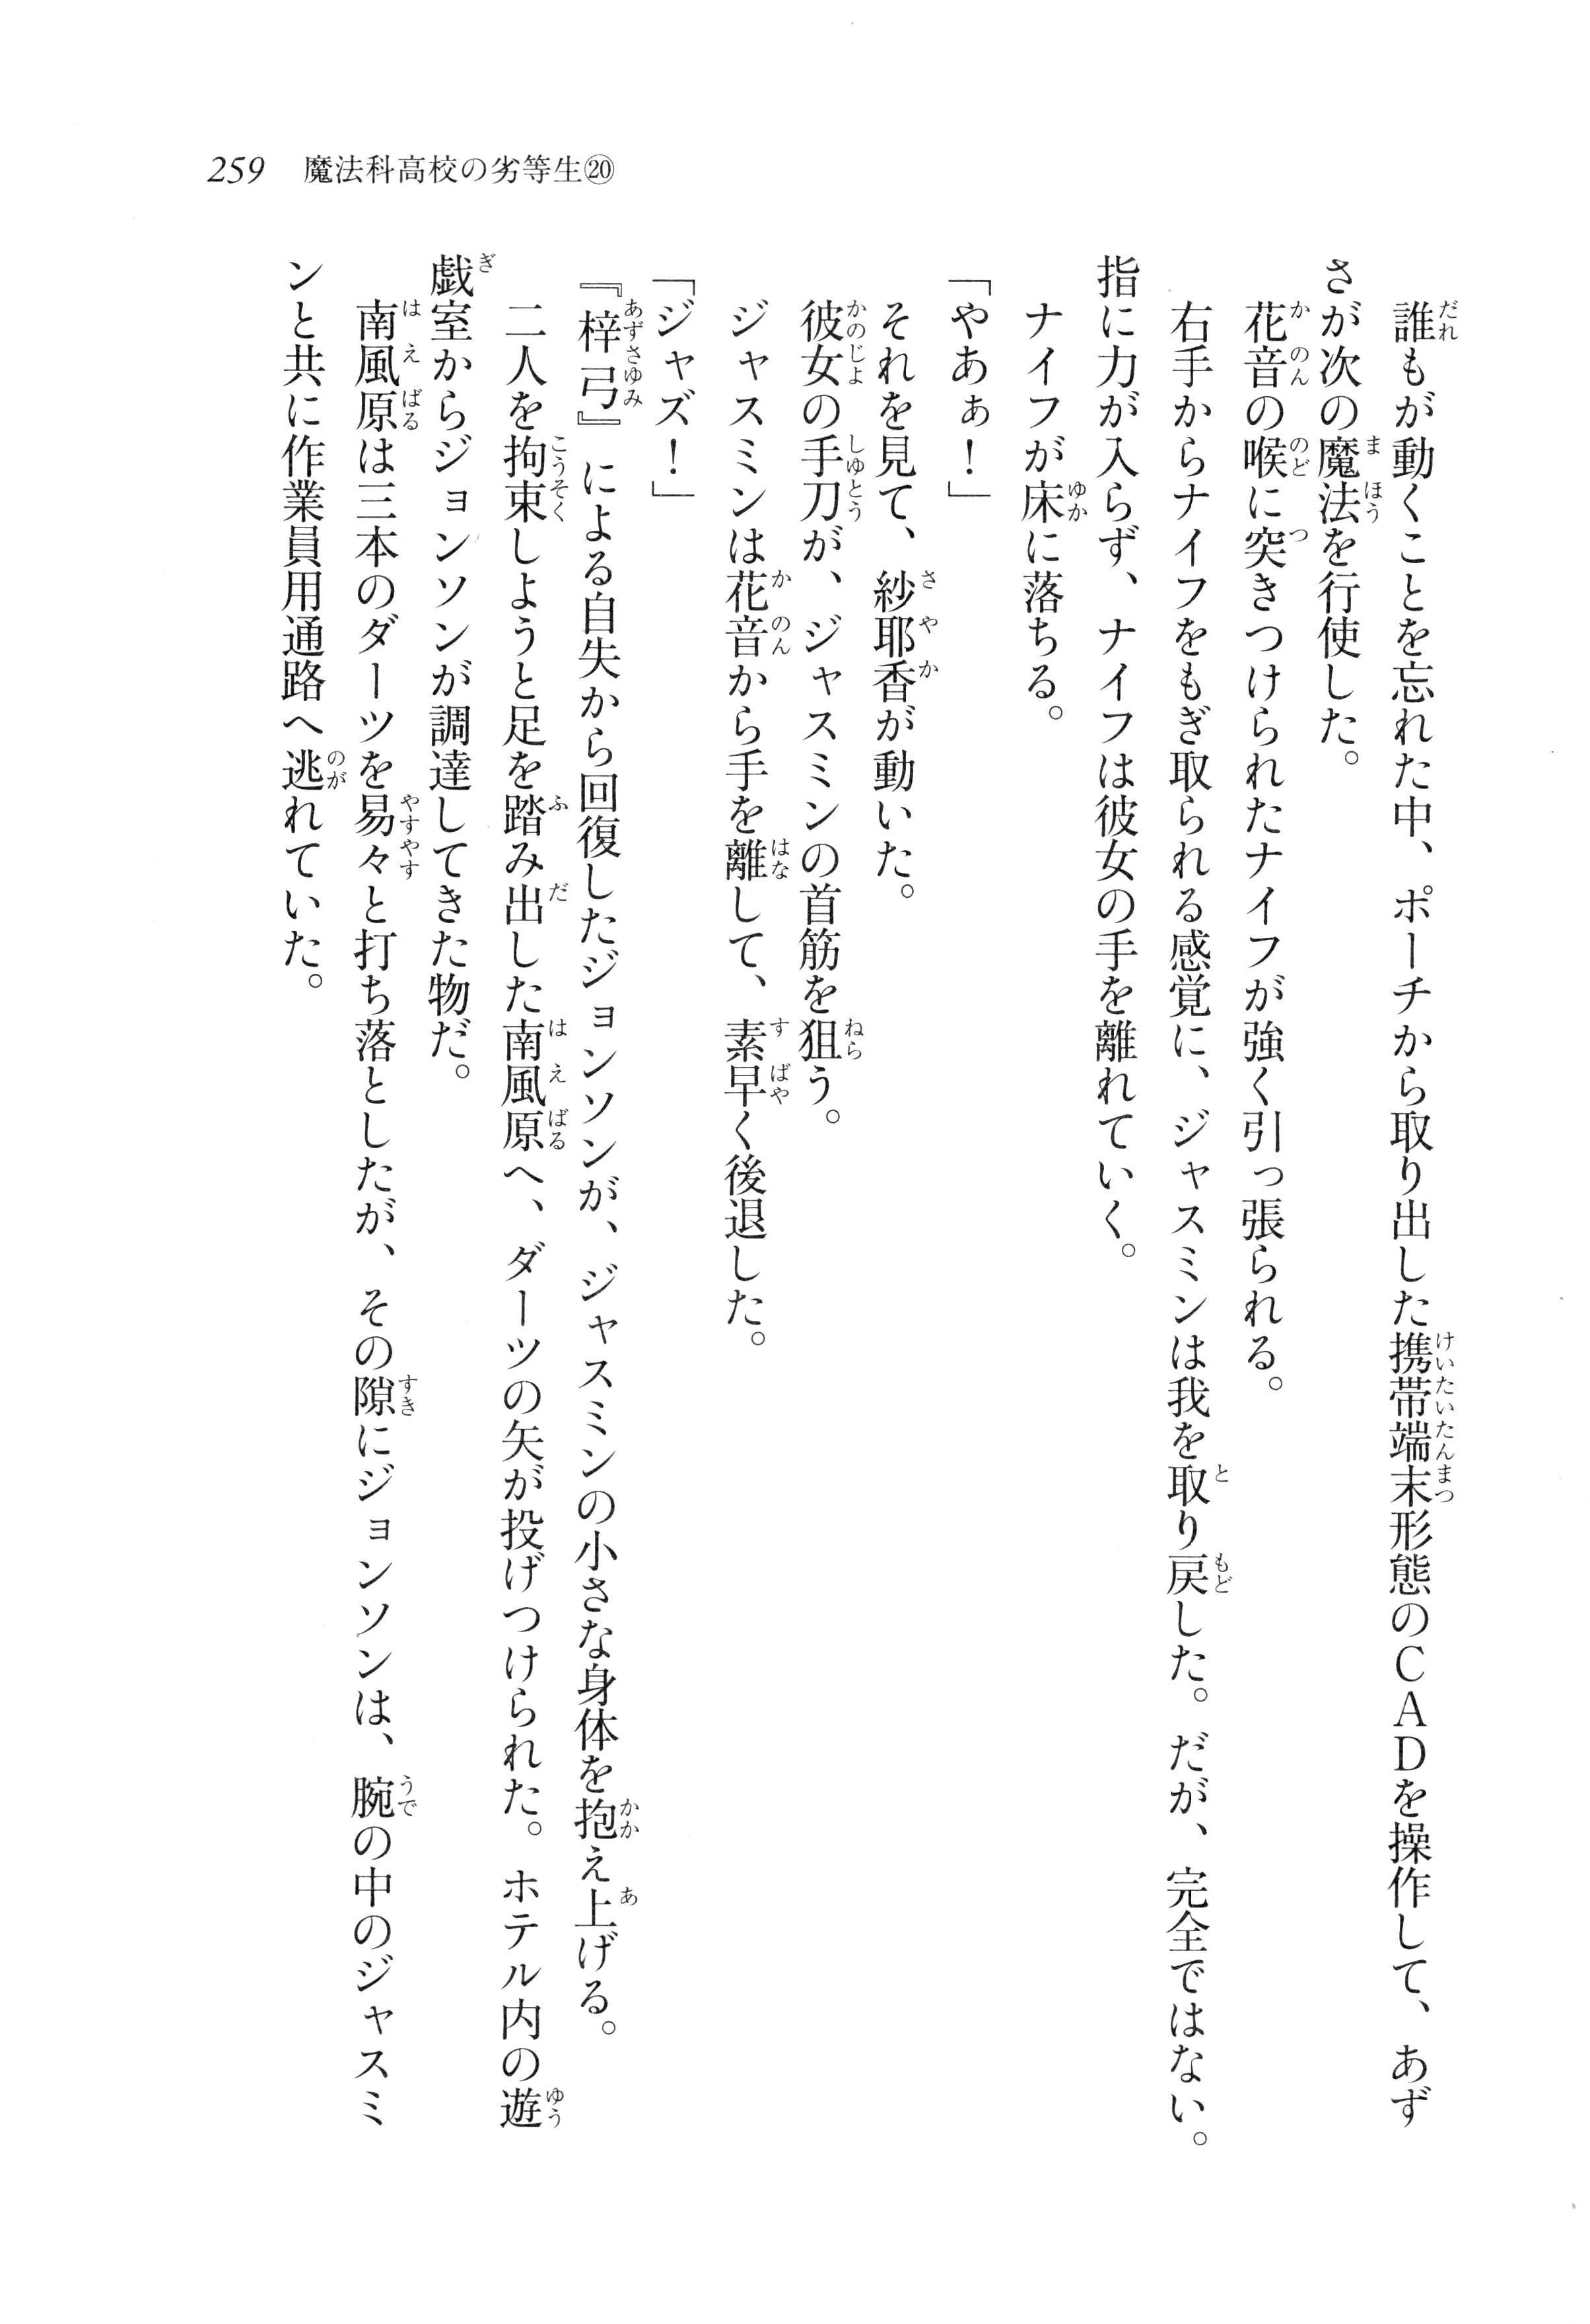 259　魔法科高校の劣等生⑳
　誰もが動くことを忘れた中、ポーチから取り出した携帯端末形態のＣＡＤを操作して、あず
さが次の魔法を行使した。
　花音の喉に突きつけられたナイフが強く引っ張られる。
　右手からナイフをもぎ取られる感覚に、ジャスミンは我を取り戻した。だが、完全ではない。
指に力が入らず、ナイフは彼女の手を離れていく。
　ナイフが床に落ちる。
「やあぁ！」
　それを見て、紗耶香が動いた。
　彼女の手刀が、ジャスミンの首筋を狙う。
　ジャスミンは花音から手を離して、素早く後退した。
「ジャズ！」
『梓弓』による自失から回復したジョンソンが、ジャスミンの小さな身体を抱え上げる。
　二人を拘束しようと足を踏み出した南風原へ、ダーツの矢が投げつけられた。ホテル内の遊
戯室からジョンソンが調達してきた物だ。
　南風原は三本のダーツを易々と打ち落としたが、その隙にジョンソンは、腕の中のジャスミ
ンと共に作業員用通路へ逃れていた。